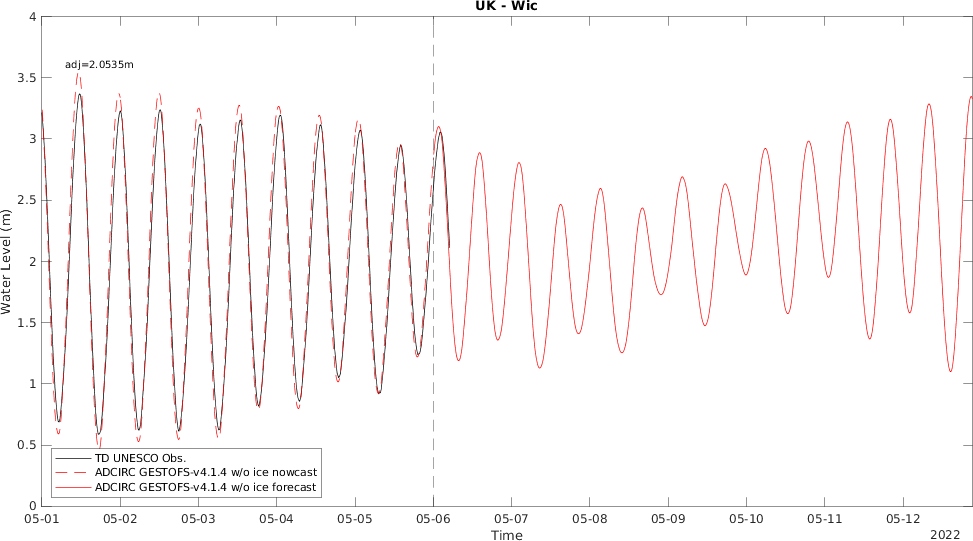 UK - Wic
adj=2.0535m
4
3.5
3
2.5
2
1.5
1
0.5
0
Water Level (m)
TD UNESCO Obs.
ADCIRC GESTOFS-v4.1.4 w/o ice nowcast
ADCIRC GESTOFS-v4.1.4 w/o ice forecast
05-01 05-02 05-03 05-04 05-05 05-06 05-07 05-08 05-09 05-10 05-11 05-12
Time
2022